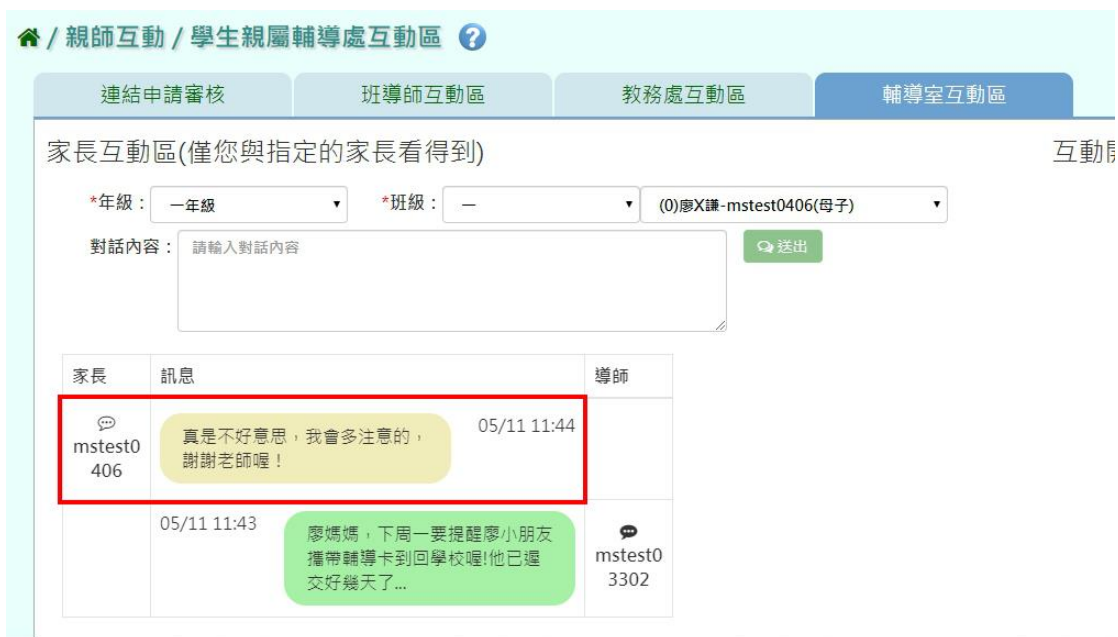 / 親師互動 / 學生親屬輔導處互動區 ?
連結申請審核 班導師互動區 教務處互動區 輔導室互動區
家長互動區(僅您與指定的家長看得到) 互動
*年級： 一年級 *班級： 一 (0)廖X謙-mstest0406(母子)
對話內容： 請輸入對話內容 送出
家長 訊息 導師
mstest0
406
真是不好意思，我會多注意的，
謝謝老師喔！
05/11 11:44
05/11 11:43
廖媽媽，下周一要提醒廖小朋友
攜帶輔導卡到回學校喔!他已遲
交好幾天了...
mstest0
3302